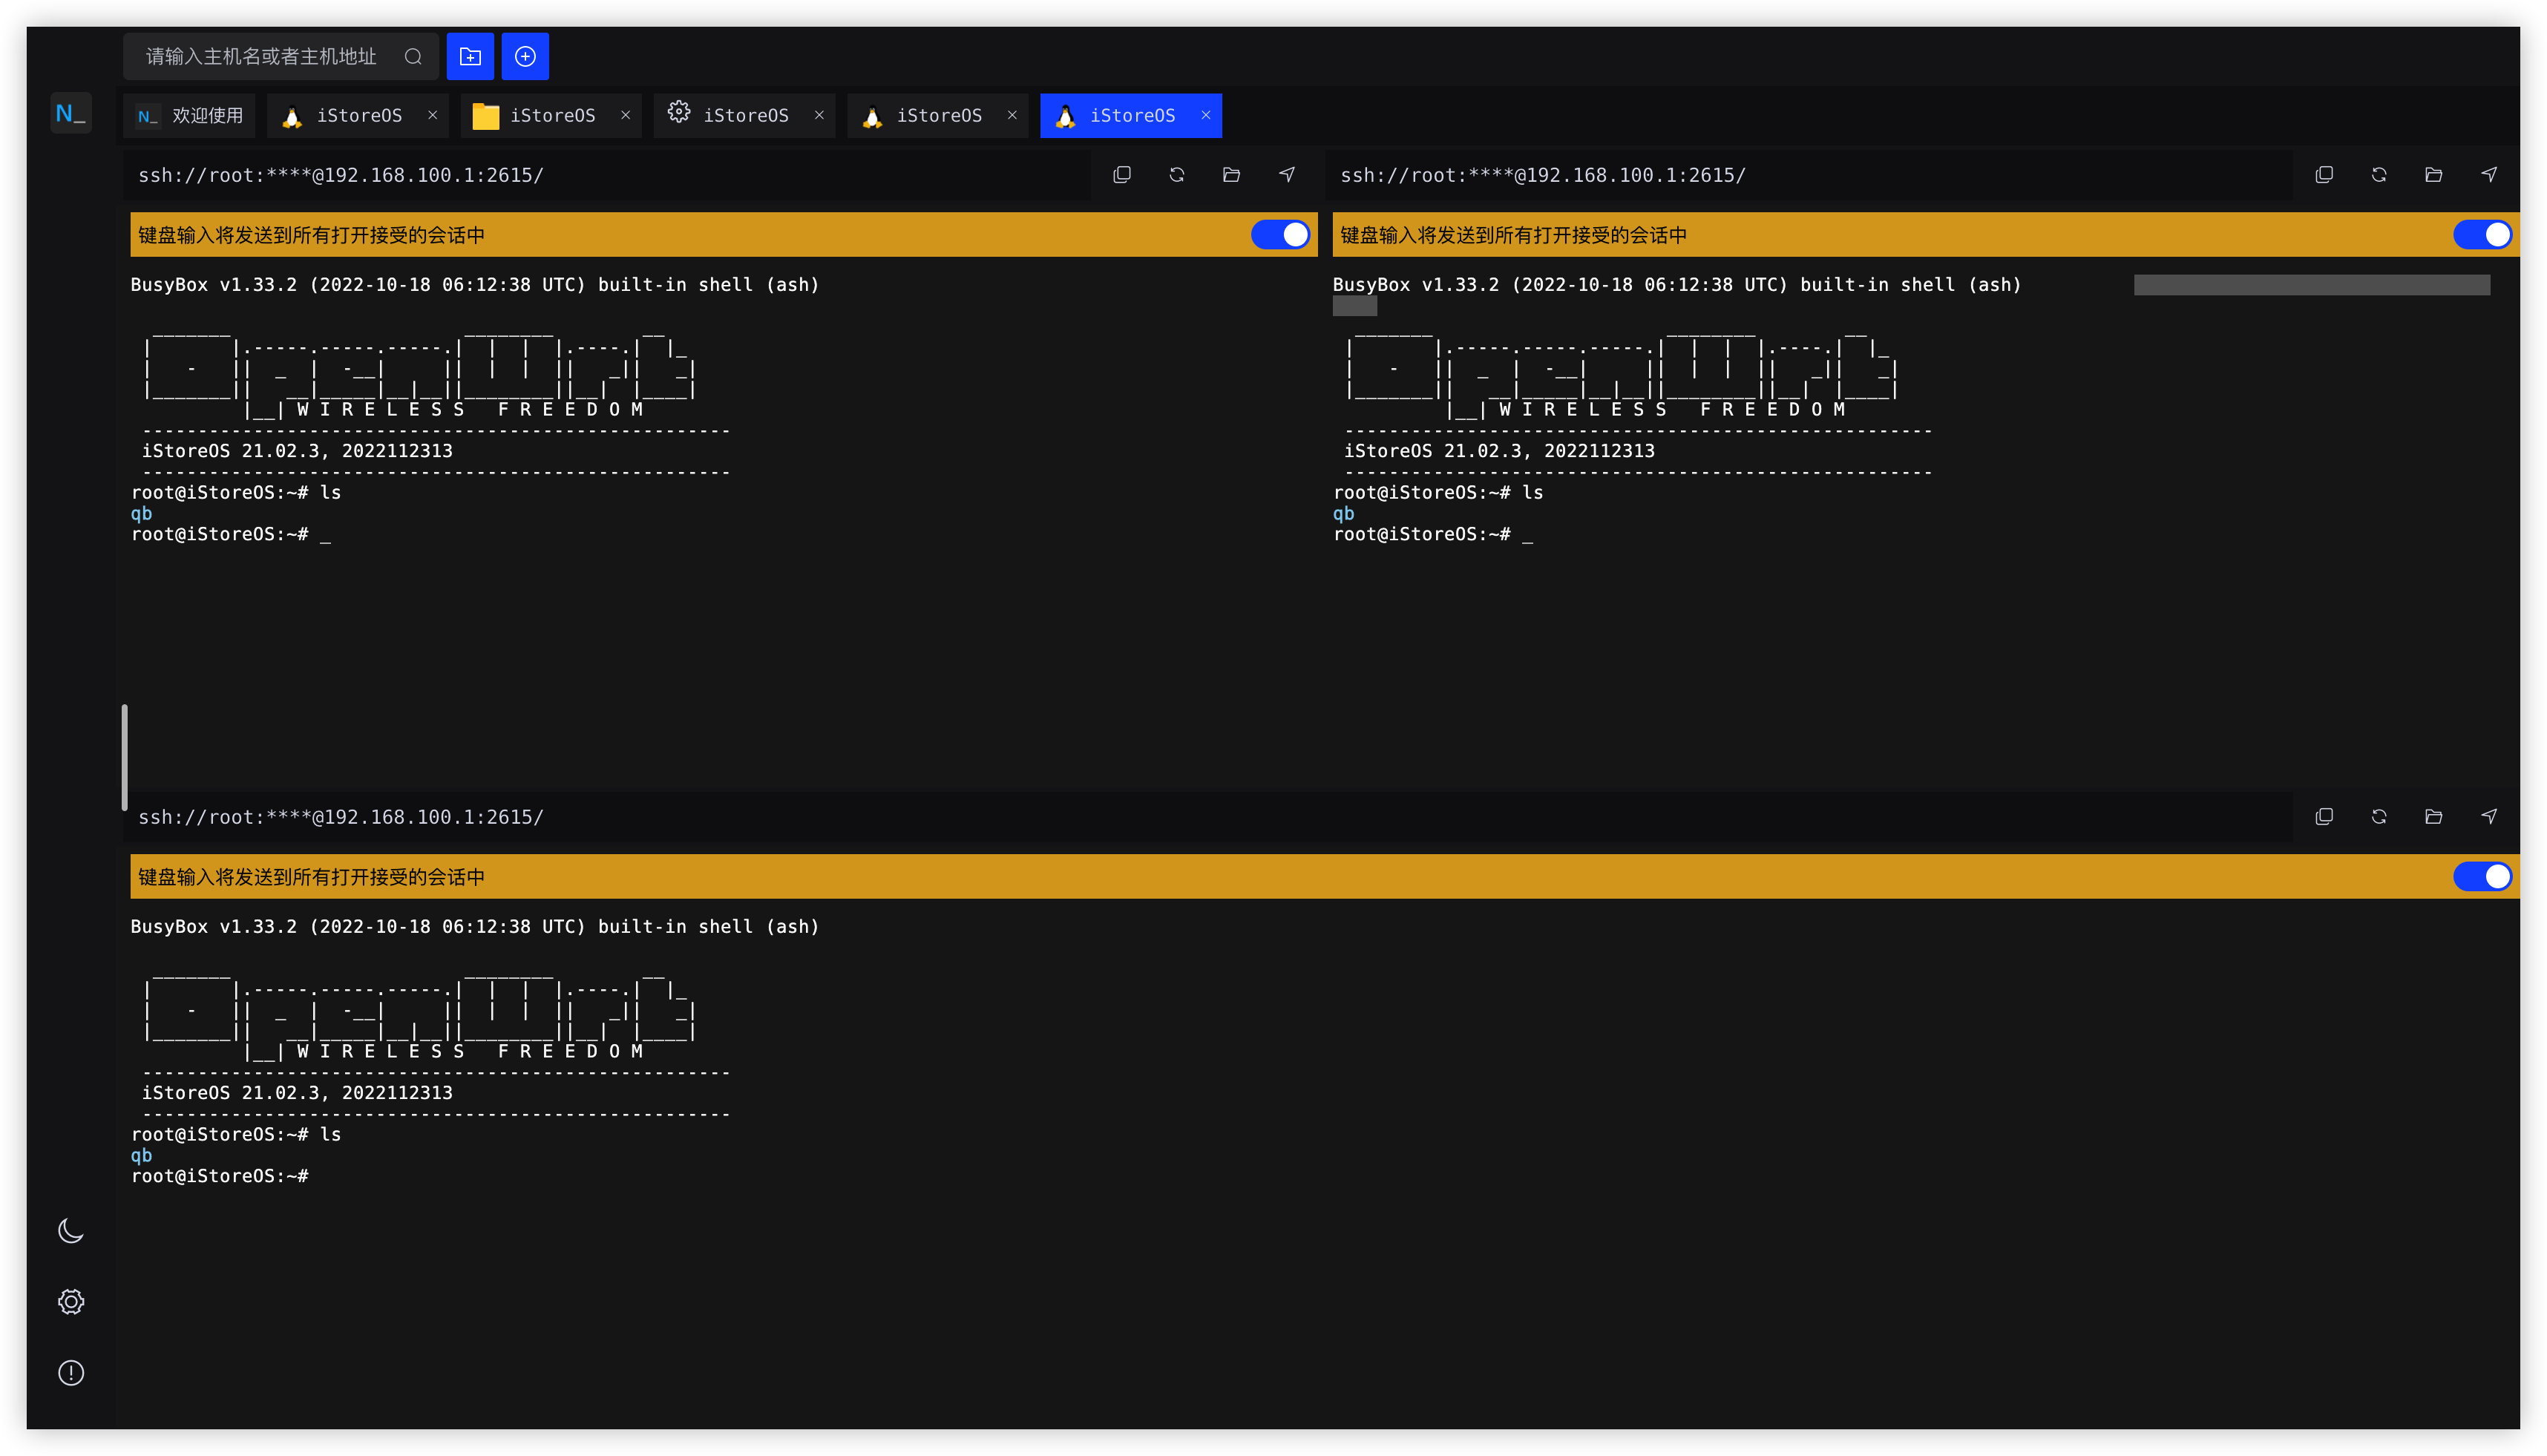 请输入主机名或者主机地址
N_
N_ 欢迎使用 iStoreOS iStoreOS iStoreOS iStoreOS iStoreOS
ssh://root:****@192.168.100.1:2615/
键盘输入将发送到所有打开接受的会话中
BusyBox v1.33.2 (2022-10-18 06:12:38 UTC) built-in shell (ash)
OpenWrt
|__| W I R E L E S S   F R E E D O M
-----------------------------------------------------
iStoreOS 21.02.3, 2022112313
-----------------------------------------------------
root@iStoreOS:~# ls
qb
root@iStoreOS:~# _
ssh://root:****@192.168.100.1:2615/
键盘输入将发送到所有打开接受的会话中
BusyBox v1.33.2 (2022-10-18 06:12:38 UTC) built-in shell (ash)
OpenWrt
|__| W I R E L E S S   F R E E D O M
-----------------------------------------------------
iStoreOS 21.02.3, 2022112313
-----------------------------------------------------
root@iStoreOS:~# ls
qb
root@iStoreOS:~# _
ssh://root:****@192.168.100.1:2615/
键盘输入将发送到所有打开接受的会话中
BusyBox v1.33.2 (2022-10-18 06:12:38 UTC) built-in shell (ash)
OpenWrt
|__| W I R E L E S S   F R E E D O M
-----------------------------------------------------
iStoreOS 21.02.3, 2022112313
-----------------------------------------------------
root@iStoreOS:~# ls
qb
root@iStoreOS:~#